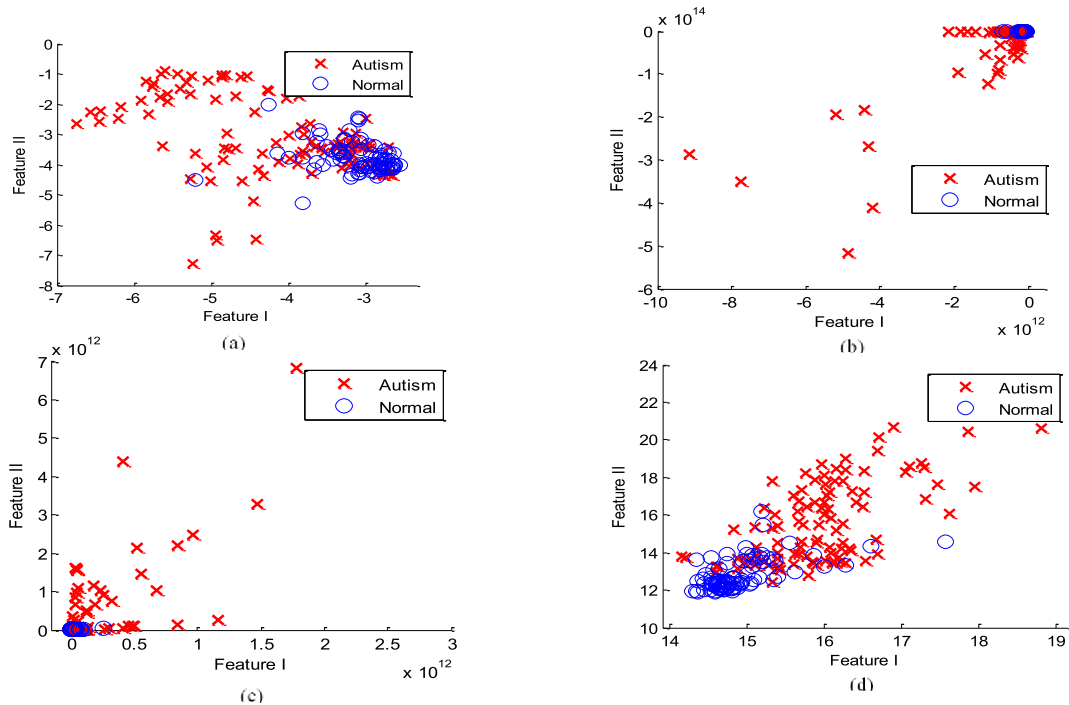 0
-1
-2
-3
-4
-5
-6
-7
-8
Feature II
Autism
Normal
-7 -6 -5 -4 -3
Feature I
(a)
x 10^14
0
-1
-2
-3
-4
-5
-6
Feature II
Autism
Normal
-10 -8 -6 -4 -2 0
Feature I
x 10^12
(b)
x 10^12
7
6
5
4
3
2
1
0
Feature II
Autism
Normal
0 0.5 1 1.5 2 2.5 3
Feature I
x 10^12
(c)
24
22
20
18
16
14
12
10
Feature II
Autism
Normal
14 15 16 17 18 19
Feature I
(d)